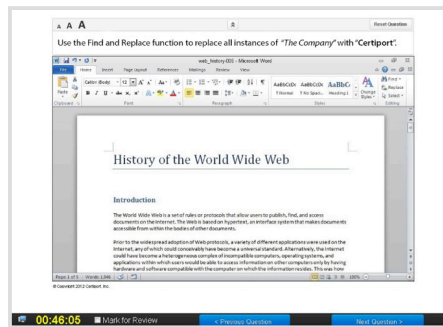 A A A Reset Question
Use the Find and Replace function to replace all instances of "The Company" with "Certiport".
web_history-001 - Microsoft Word
File Home Insert Page Layout References Mailings Review View
Calibri (Body) 12 Find
Paste Replace
AaBbCcDc AaBbCcDc AaBbC
¶ Normal ¶ No Spaci... Heading 1 Change Styles Select
Clipboard Font Paragraph Styles Editing
History of the World Wide Web
Introduction
The World Wide Web is a set of rules or protocols that allow users to publish, find, and access
documents on the Internet. The Web is based on hypertext, an interface system that makes documents
accessible from within the bodies of other documents.
Prior to the widespread adoption of Web protocols, a variety of different applications were used on the
Internet, any of which could conceivably have become a universal standard. Alternatively, the Internet
could have become a heterogeneous complex of incompatible computers, operating systems, and
applications within which users would be able to access information on other computers only by having
hardware and software compatible with the computer on which the information resides. This was how
Page: 1 of 5 Words: 1,046 100%
© Copyright 2012 Certiport, Inc.
00:46:05 Mark for Review < Previous Question Next Question >